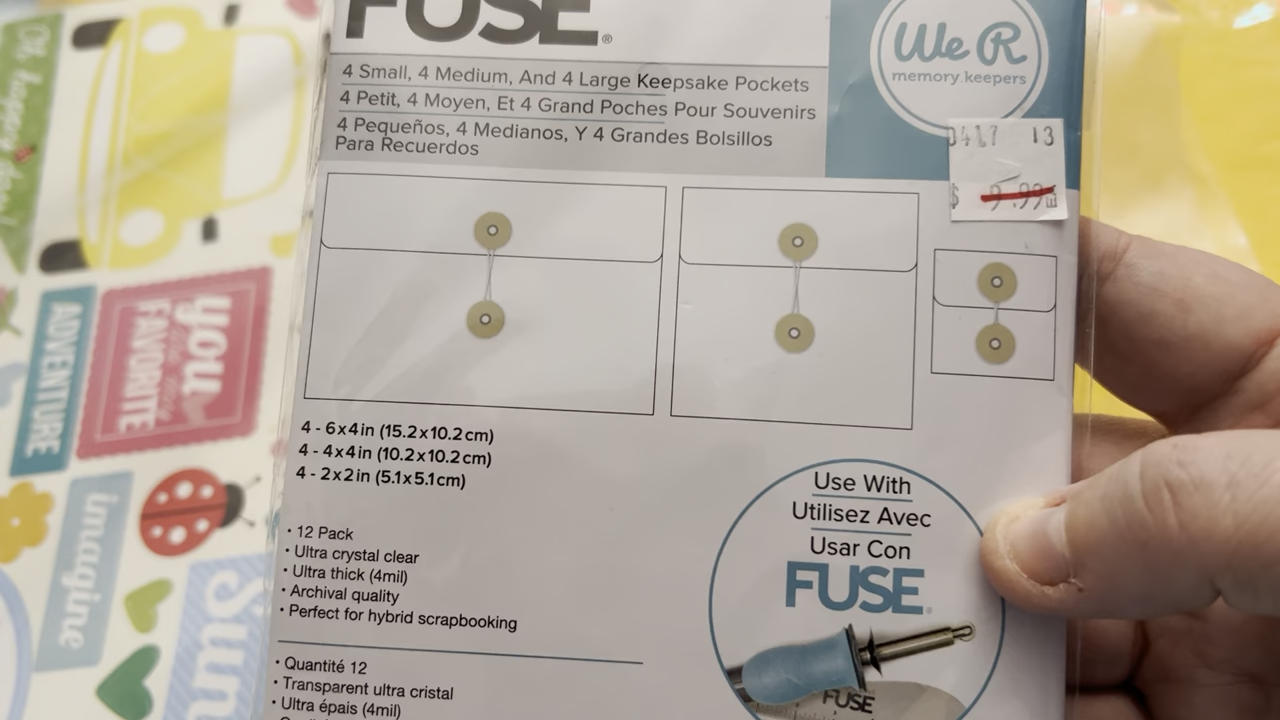 FUSE®
We R
memory.keepers
4 Small, 4 Medium, And 4 Large Keepsake Pockets
4 Petit, 4 Moyen, Et 4 Grand Poches Pour Souvenirs
4 Pequeños, 4 Medianos, Y 4 Grandes Bolsillos
Para Recuerdos
0417 13
$ 9.99
4 - 6x4in (15.2x10.2cm)
4 - 4x4in (10.2x10.2cm)
4 - 2x2in (5.1x5.1cm)
• 12 Pack
• Ultra crystal clear
• Ultra thick (4mil)
• Archival quality
• Perfect for hybrid scrapbooking
• Quantité 12
• Transparent ultra cristal
• Ultra épais (4mil)
Use With
Utilisez Avec
Usar Con
FUSE®
FUSE
Oh happy
you
FAVORITE
ADVENTURE
imagine
Sun